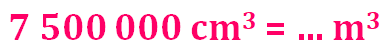 7 500 000 cm³ = ... m³